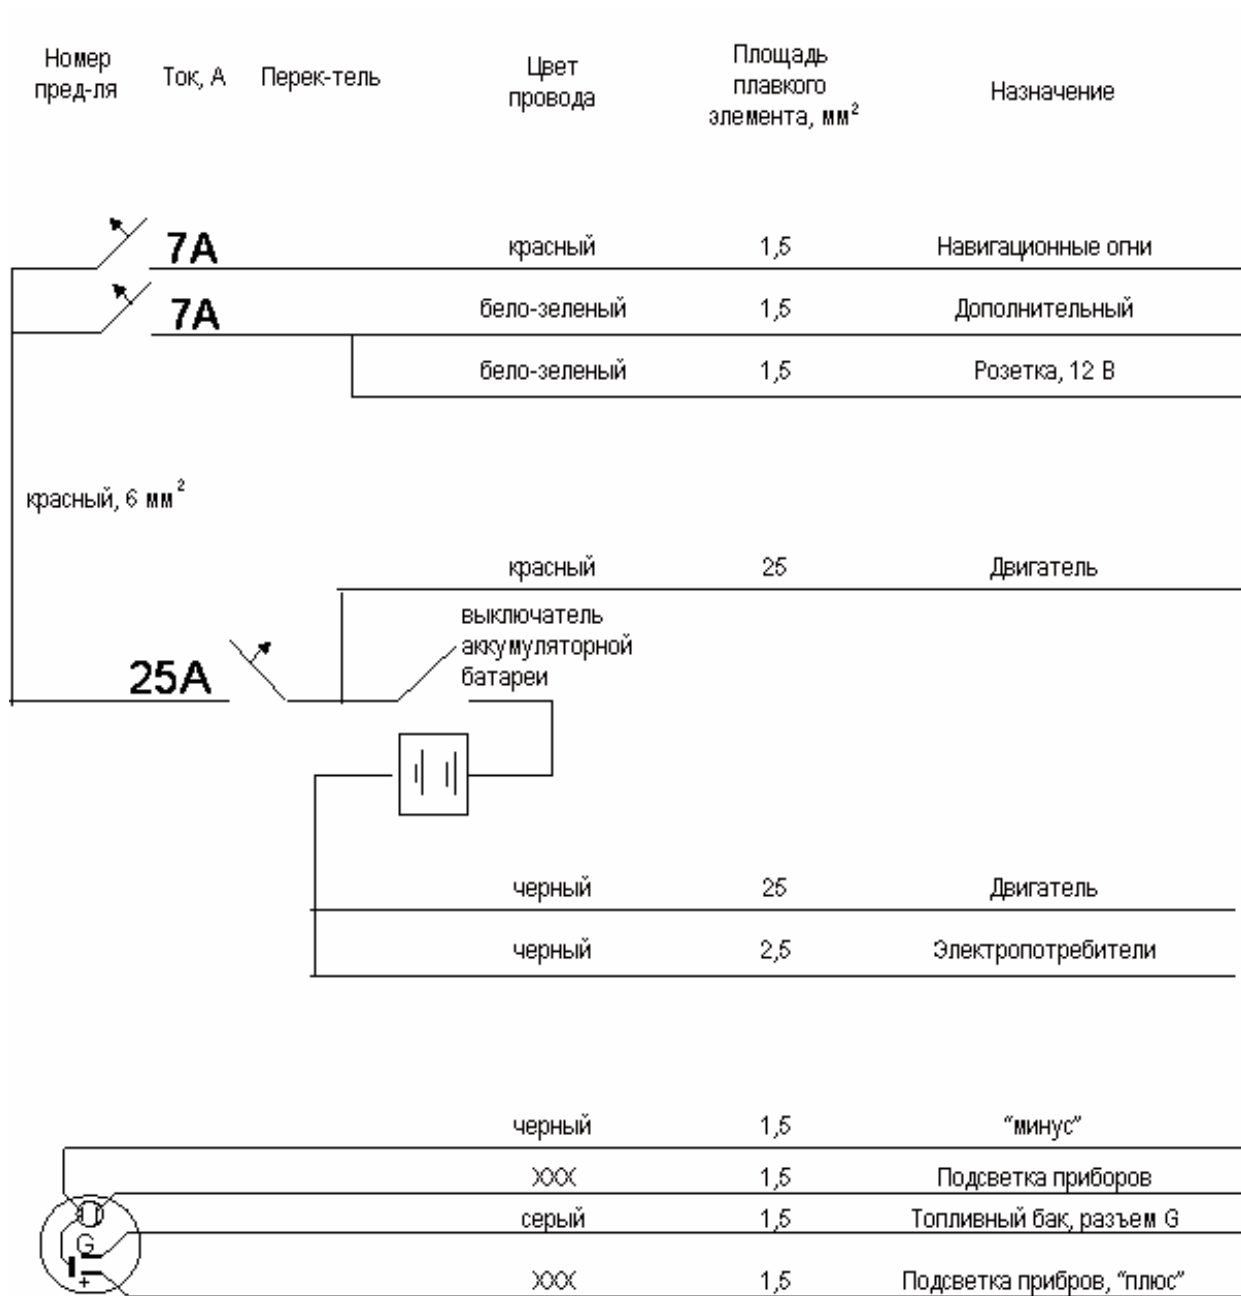 Номер пред-ля
Ток, А
Перек-тель
Цвет провода
Площадь плавкого элемента, мм²
Назначение
7А красный 1,5 Навигационные огни
7А бело-зеленый 1,5 Дополнительный
бело-зеленый 1,5 Розетка, 12 В
красный, 6 мм²
красный 25 Двигатель
выключатель
аккумуляторной
батареи
25А
черный 25 Двигатель
черный 2,5 Электропотребители
черный 1,5 “минус”
XXX 1,5 Подсветка приборов
серый 1,5 Топливный бак, разъем G
G
+
XXX 1,5 Подсветка прибров, “плюс”